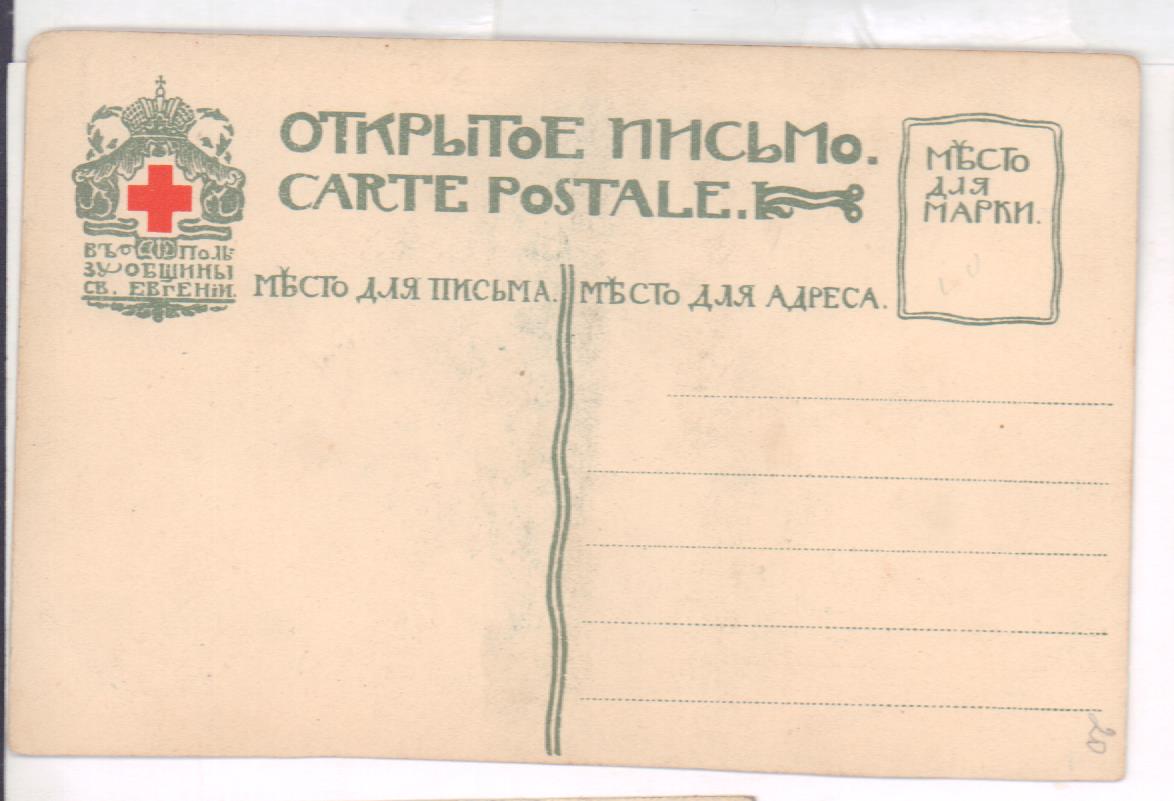 ОТКРЫТОЕ ПИСЬМО.
CARTE POSTALE.
МѢСТО
ДЛЯ
МАРКИ.
ВЪ ПОЛЬ-
ЗУ ОБЩИНЫ
СВ. ЕВГЕНІИ.
МѢСТО ДЛЯ ПИСЬМА.
МѢСТО ДЛЯ АДРЕСА.
20